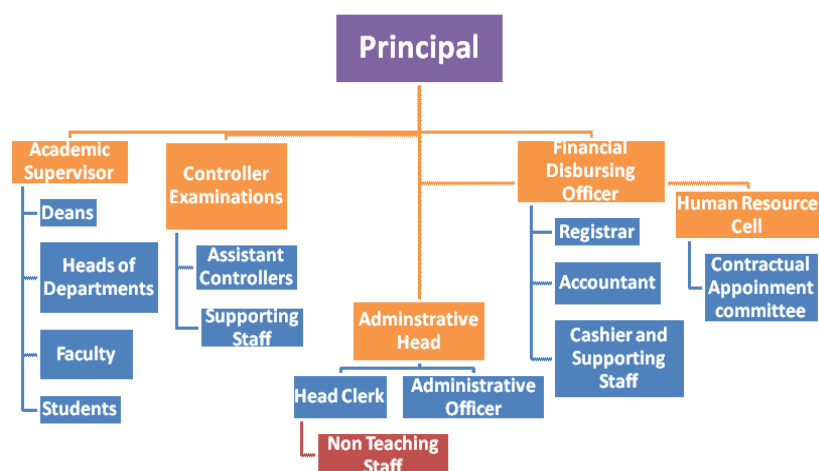 Principal
Academic
Supervisor
Deans
Heads of
Departments
Faculty
Students
Controller
Examinations
Assistant
Controllers
Supporting
Staff
Adminstrative
Head
Head Clerk
Administrative
Officer
Non Teaching
Staff
Financial
Disbursing
Officer
Registrar
Accountant
Cashier and
Supporting
Staff
Human Resource
Cell
Contractual
Appoinment
committee